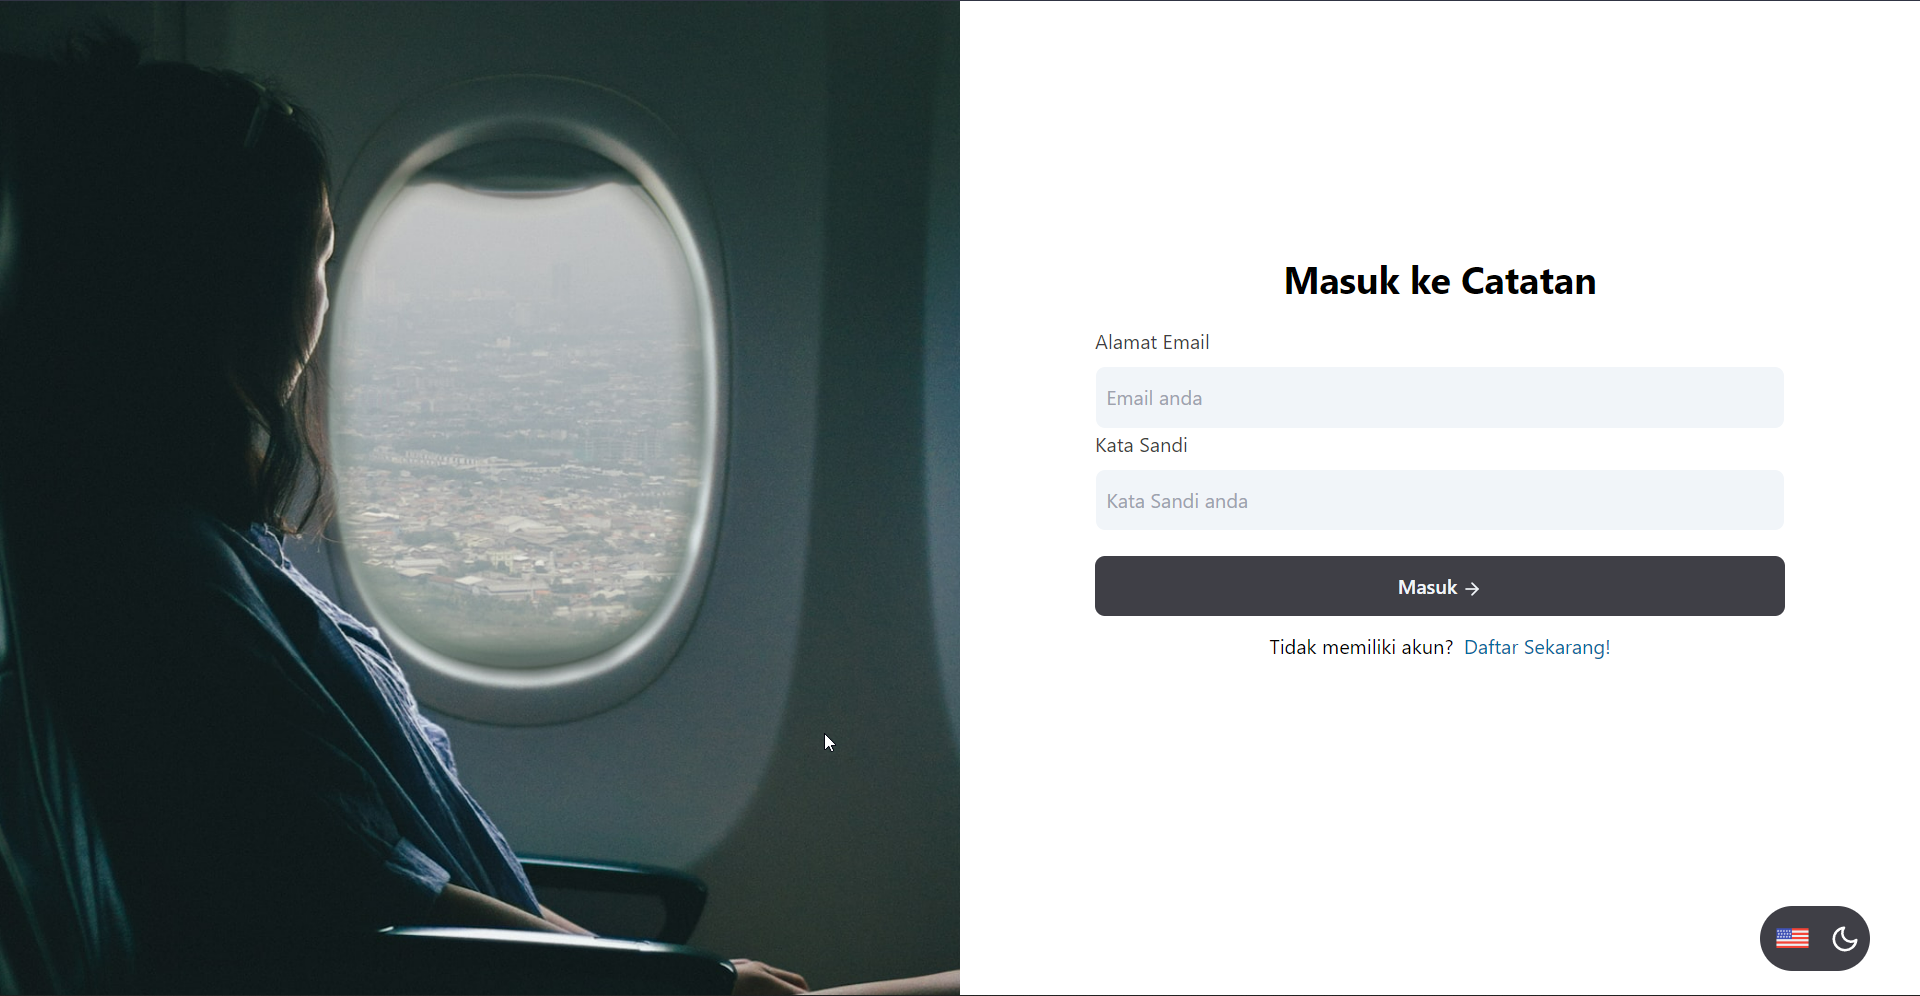 Masuk ke Catatan
Alamat Email
Email anda
Kata Sandi
Kata Sandi anda
Masuk →
Tidak memiliki akun? Daftar Sekarang!